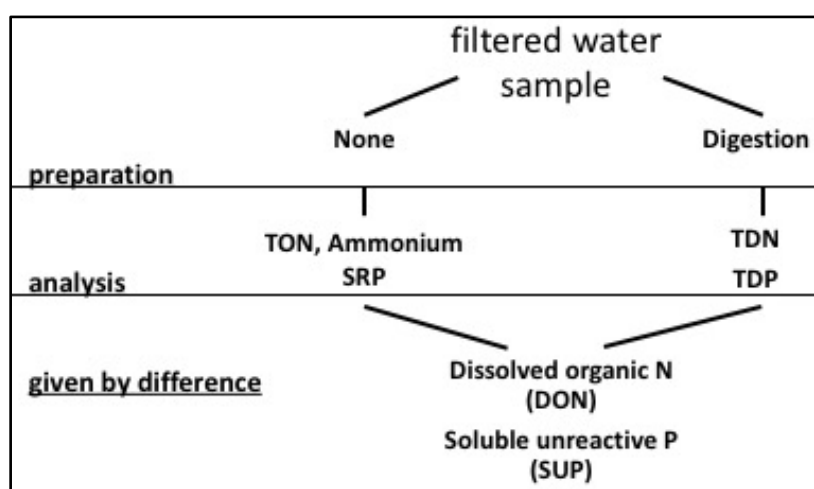 filtered water
sample
None
Digestion
preparation
TON, Ammonium
SRP
TDN
TDP
analysis
given by difference
Dissolved organic N
(DON)
Soluble unreactive P
(SUP)